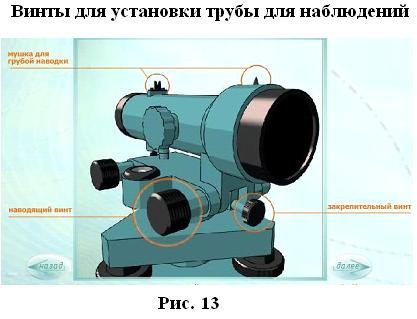 Винты для установки трубы для наблюдений
мушка для
грубой наводки
наводящий винт
закрепительный винт
назад
далее
Рис. 13